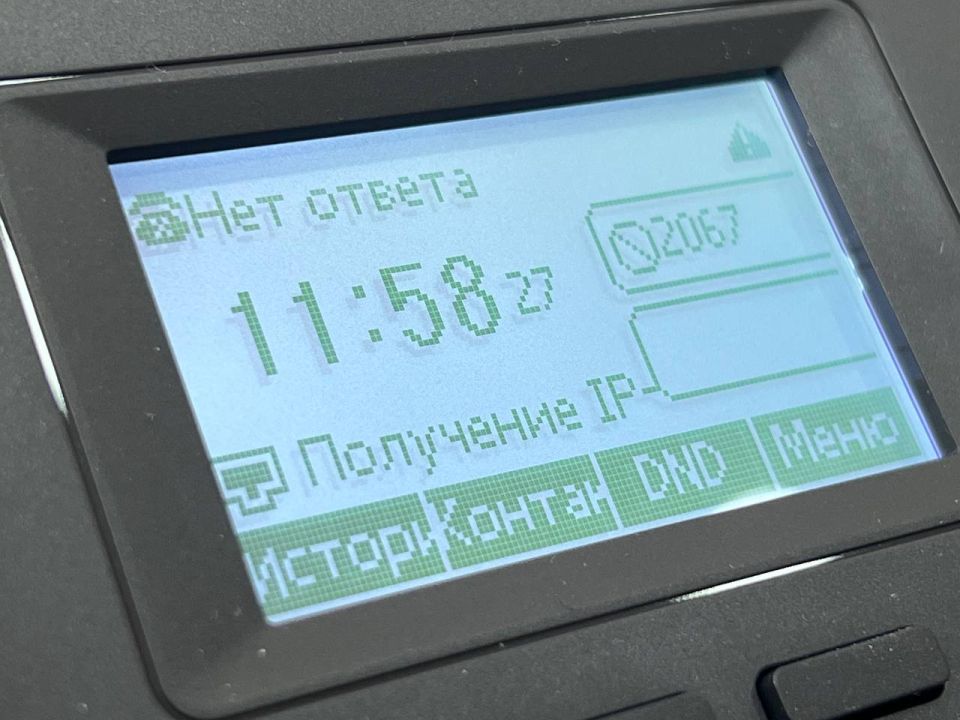 Нет ответа
2067
11:58 27
Получение IP
Истори Контак DND Меню